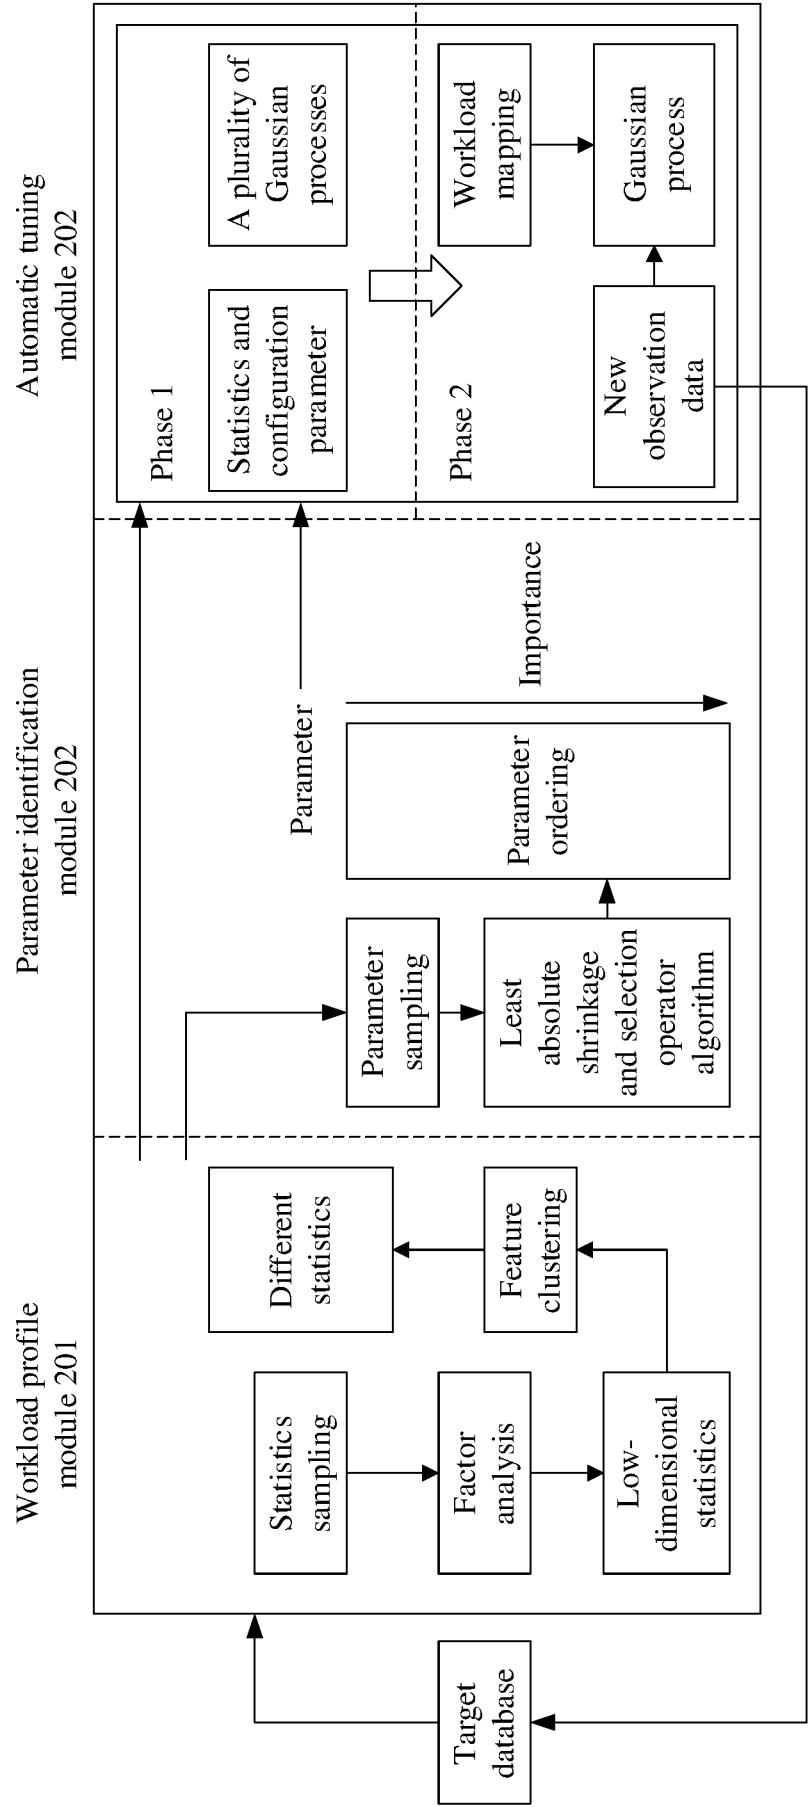 Workload profile
module 201
Parameter identification
module 202
Automatic tuning
module 202
Target
database
Statistics
sampling
Factor
analysis
Low-
dimensional
statistics
Different
statistics
Feature
clustering
Parameter
sampling
Least
absolute
shrinkage
and selection
operator
algorithm
Parameter
Parameter
ordering
Importance
Phase 1
Statistics and
configuration
parameter
A plurality of
Gaussian
processes
Phase 2
Workload
mapping
New
observation
data
Gaussian
process